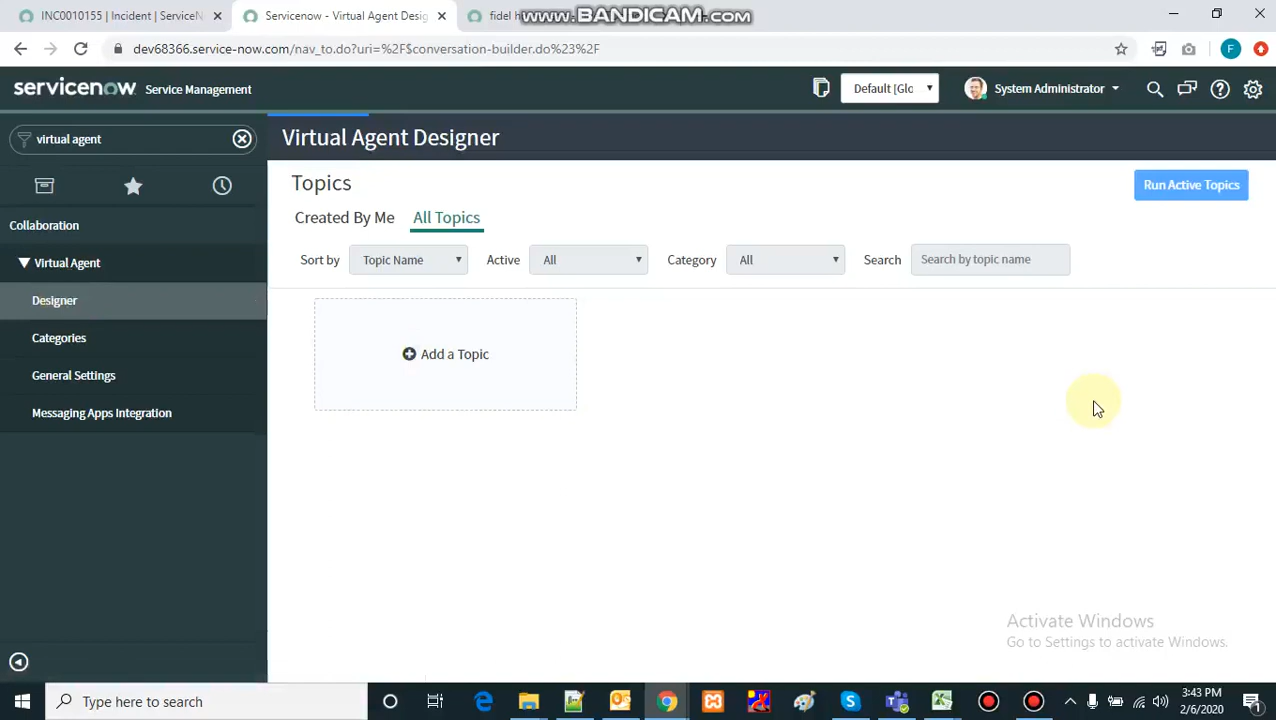 INC0010155 | Incident | ServiceN
Servicenow - Virtual Agent Desig
fidel h
www.BANDICAM.com
dev68366.service-now.com/nav_to.do?uri=%2F$conversation-builder.do%23%2F
F
servicenow Service Management
Default [Glo
System Administrator
virtual agent
Virtual Agent Designer
Topics
Run Active Topics
Created By Me
All Topics
Collaboration
Sort by Topic Name Active All Category All Search Search by topic name
Virtual Agent
Designer
Categories
Add a Topic
General Settings
Messaging Apps Integration
Activate Windows
Go to Settings to activate Windows.
Type here to search
3:43 PM
2/6/2020
1